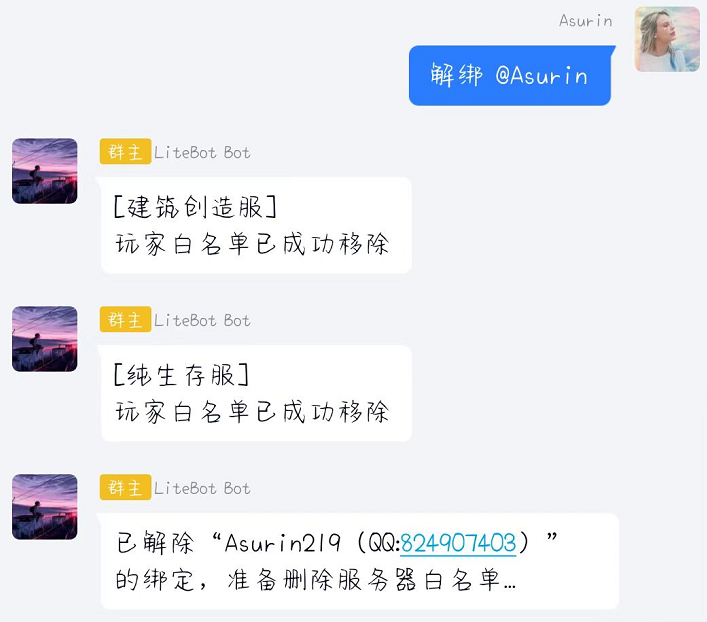 Asurin
解绑 @Asurin
群主 LiteBot Bot
[建筑创造服]
玩家白名单已成功移除
群主 LiteBot Bot
[纯生存服]
玩家白名单已成功移除
群主 LiteBot Bot
已解除“Asurin219（QQ:824907403）”
的绑定，准备删除服务器白名单...